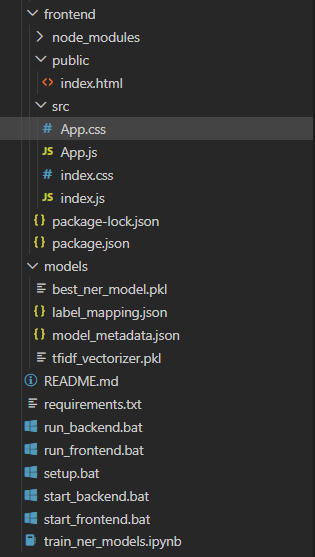 frontend
node_modules
public
index.html
src
# App.css
JS App.js
# index.css
JS index.js
{} package-lock.json
{} package.json
models
best_ner_model.pkl
{} label_mapping.json
{} model_metadata.json
tfidf_vectorizer.pkl
README.md
requirements.txt
run_backend.bat
run_frontend.bat
setup.bat
start_backend.bat
start_frontend.bat
train_ner_models.ipynb